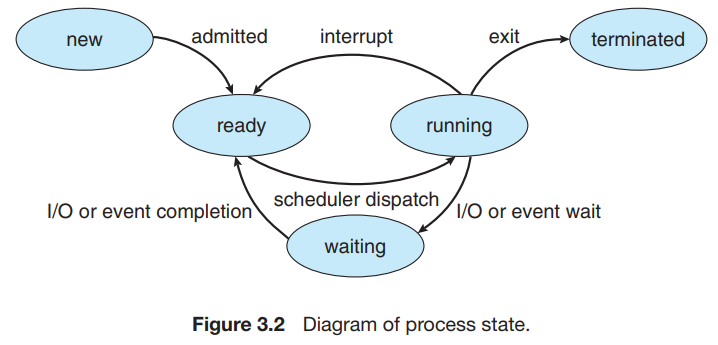 new
admitted
interrupt
exit
terminated
ready
running
scheduler dispatch
I/O or event completion
I/O or event wait
waiting
Figure 3.2 Diagram of process state.